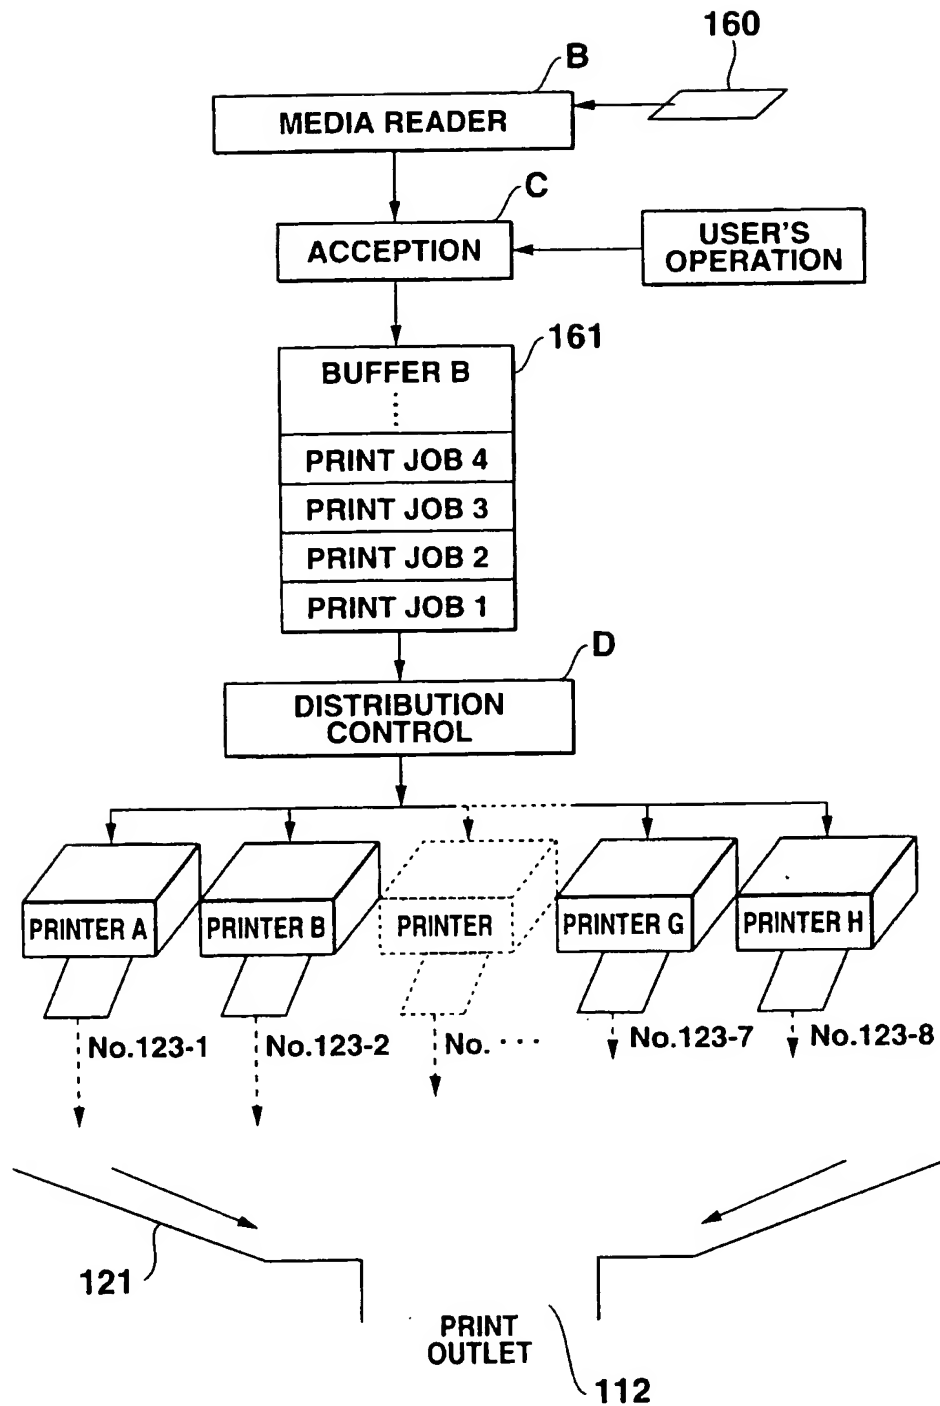 160
B
MEDIA READER
C
ACCEPTION
USER'S
OPERATION
161
BUFFER B
PRINT JOB 4
PRINT JOB 3
PRINT JOB 2
PRINT JOB 1
D
DISTRIBUTION
CONTROL
PRINTER A
PRINTER B
PRINTER
PRINTER G
PRINTER H
No.123-1
No.123-2
No. ····
No.123-7
No.123-8
121
PRINT
OUTLET
112